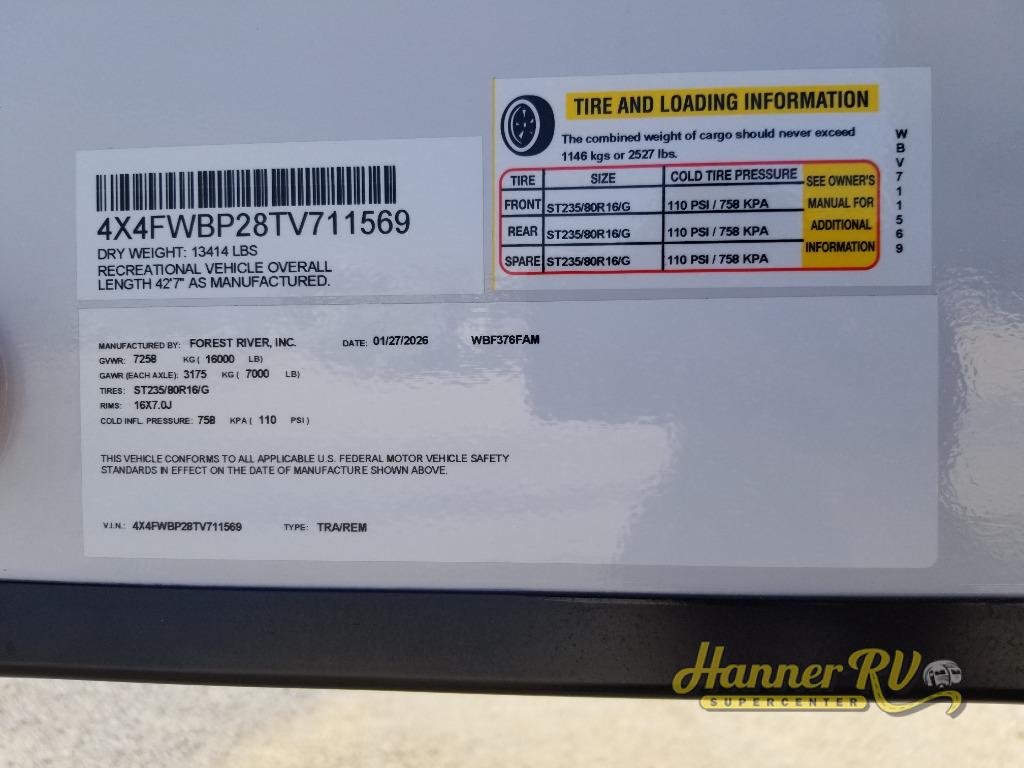 4X4FWBP28TV711569
DRY WEIGHT: 13414 LBS
RECREATIONAL VEHICLE OVERALL
LENGTH 42'7" AS MANUFACTURED.
TIRE AND LOADING INFORMATION
The combined weight of cargo should never exceed
1146 kgs or 2527 lbs.
TIRE SIZE COLD TIRE PRESSURE
FRONT ST235/80R16/G 110 PSI / 758 KPA
REAR ST235/80R16/G 110 PSI / 758 KPA
SPARE ST235/80R16/G 110 PSI / 758 KPA
SEE OWNER'S
MANUAL FOR
ADDITIONAL
INFORMATION
WBV711569
MANUFACTURED BY: FOREST RIVER, INC. DATE: 01/27/2026 WBF376FAM
GVWR: 7258 KG ( 16000 LB)
GAWR (EACH AXLE): 3175 KG ( 7000 LB)
TIRES: ST235/80R16/G
RIMS: 16X7.0J
COLD INFL. PRESSURE: 758 KPA ( 110 PSI )
THIS VEHICLE CONFORMS TO ALL APPLICABLE U.S. FEDERAL MOTOR VEHICLE SAFETY
STANDARDS IN EFFECT ON THE DATE OF MANUFACTURE SHOWN ABOVE.
V.I.N.: 4X4FWBP28TV711569 TYPE: TRA/REM
Hanner RV
SUPERCENTER